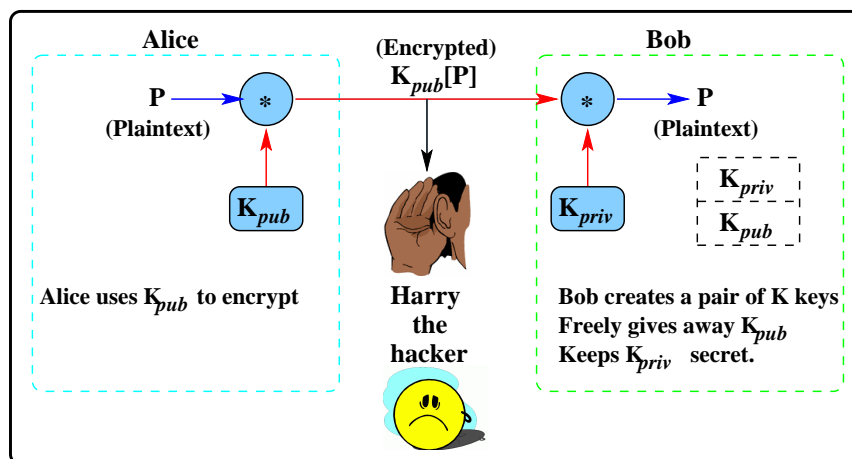 Alice
(Encrypted)
K_pub[P]
Bob
P
(Plaintext)
*
K_pub
Alice uses K_pub to encrypt
Harry
the
hacker
*
P
(Plaintext)
K_priv
K_priv
K_pub
Bob creates a pair of K keys
Freely gives away K_pub
Keeps K_priv secret.